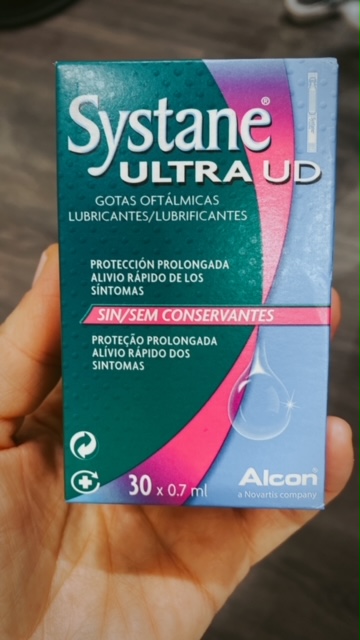 Systane®
ULTRA UD
GOTAS OFTÁLMICAS
LUBRICANTES/LUBRIFICANTES
PROTECCIÓN PROLONGADA
ALIVIO RÁPIDO DE LOS
SÍNTOMAS
SIN/SEM CONSERVANTES
PROTEÇÃO PROLONGADA
ALÍVIO RÁPIDO DOS
SINTOMAS
30 x 0.7 ml
Alcon®
a Novartis company